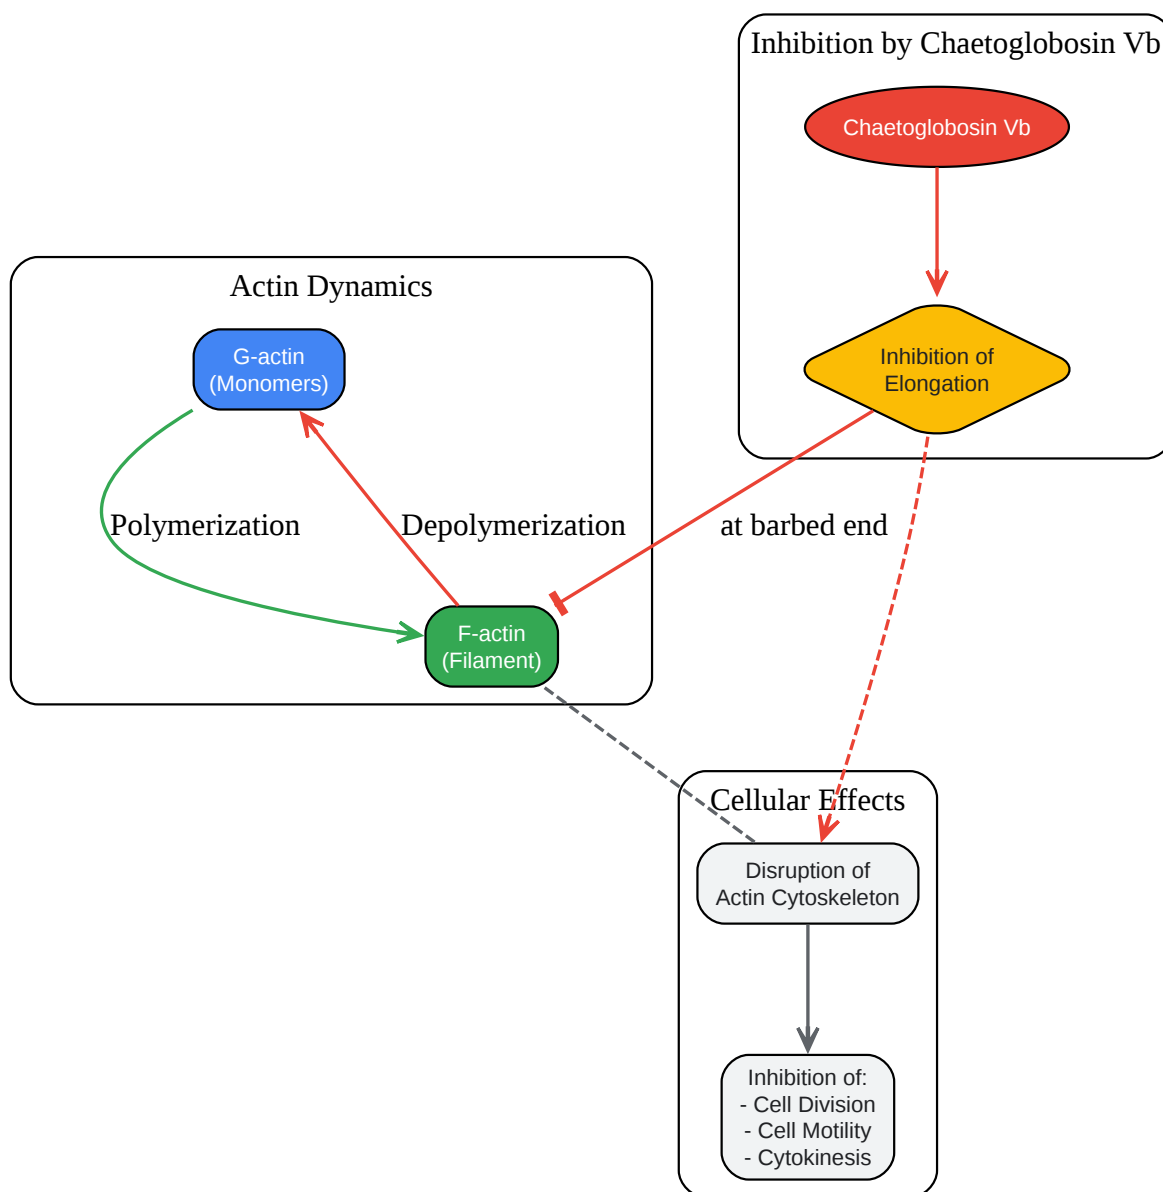 Inhibition by Chaetoglobosin Vb
Chaetoglobosin Vb
Actin Dynamics
G-actin
(Monomers)
Inhibition of
Elongation
Polymerization
Depolymerization
at barbed end
F-actin
(Filament)
Cellular Effects
Disruption of
Actin Cytoskeleton
Inhibition of:
- Cell Division
- Cell Motility
- Cytokinesis